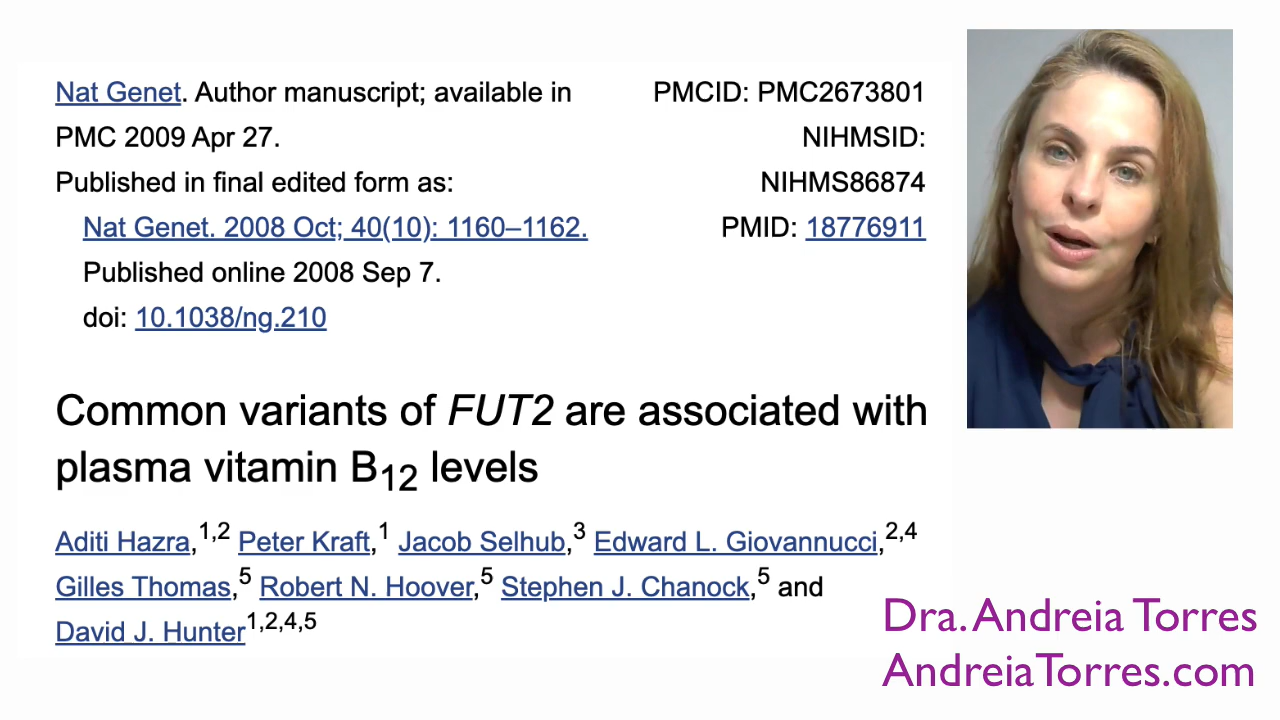 Nat Genet. Author manuscript; available in
PMC 2009 Apr 27.
Published in final edited form as:
Nat Genet. 2008 Oct; 40(10): 1160–1162.
Published online 2008 Sep 7.
doi: 10.1038/ng.210
PMCID: PMC2673801
NIHMSID:
NIHMS86874
PMID: 18776911
Common variants of FUT2 are associated with
plasma vitamin B12 levels
Aditi Hazra,1,2 Peter Kraft,1 Jacob Selhub,3 Edward L. Giovannucci,2,4
Gilles Thomas,5 Robert N. Hoover,5 Stephen J. Chanock,5 and
David J. Hunter1,2,4,5
Dra. Andreia Torres
AndreiaTorres.com